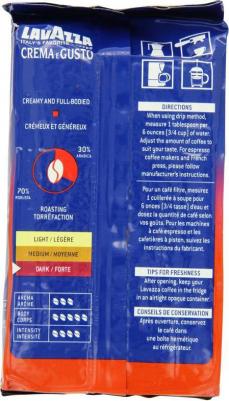 LAVAZZA
ITALY'S FAVORITE
CREMA E GUSTO
CREAMY AND FULL-BODIED
CRÉMEUX ET GÉNÉREUX
30%
ARABICA
70%
ROBUSTA
ROASTING
TORRÉFACTION
LIGHT / LÉGÈRE
MEDIUM / MOYENNE
DARK / FORTE
AROMA
ARÔME
BODY
CORPS
INTENSITY
INTENSITÉ
DIRECTIONS
When using drip method,
measure 1 tablespoon per
6 ounces [3/4 cup] of water.
Adjust the amount of coffee to
suit your taste. For espresso
coffee makers and French
press, please follow
manufacturer's instructions.
Pour un café filtre, mesurez
1 cuillerée à soupe pour
6 onces (3/4 tasse) d'eau et
dosez la quantité de café selon
vos goûts. Pour les machines
à café espresso et les
cafetières à piston, suivez les
instructions du fabricant.
TIPS FOR FRESHNESS
After opening, keep your
Lavazza coffee in the fridge
in an airtight opaque container.
CONSEILS DE CONSERVATION
Après ouverture, conservez
le café dans
une boîte hermétique
au réfrigérateur.